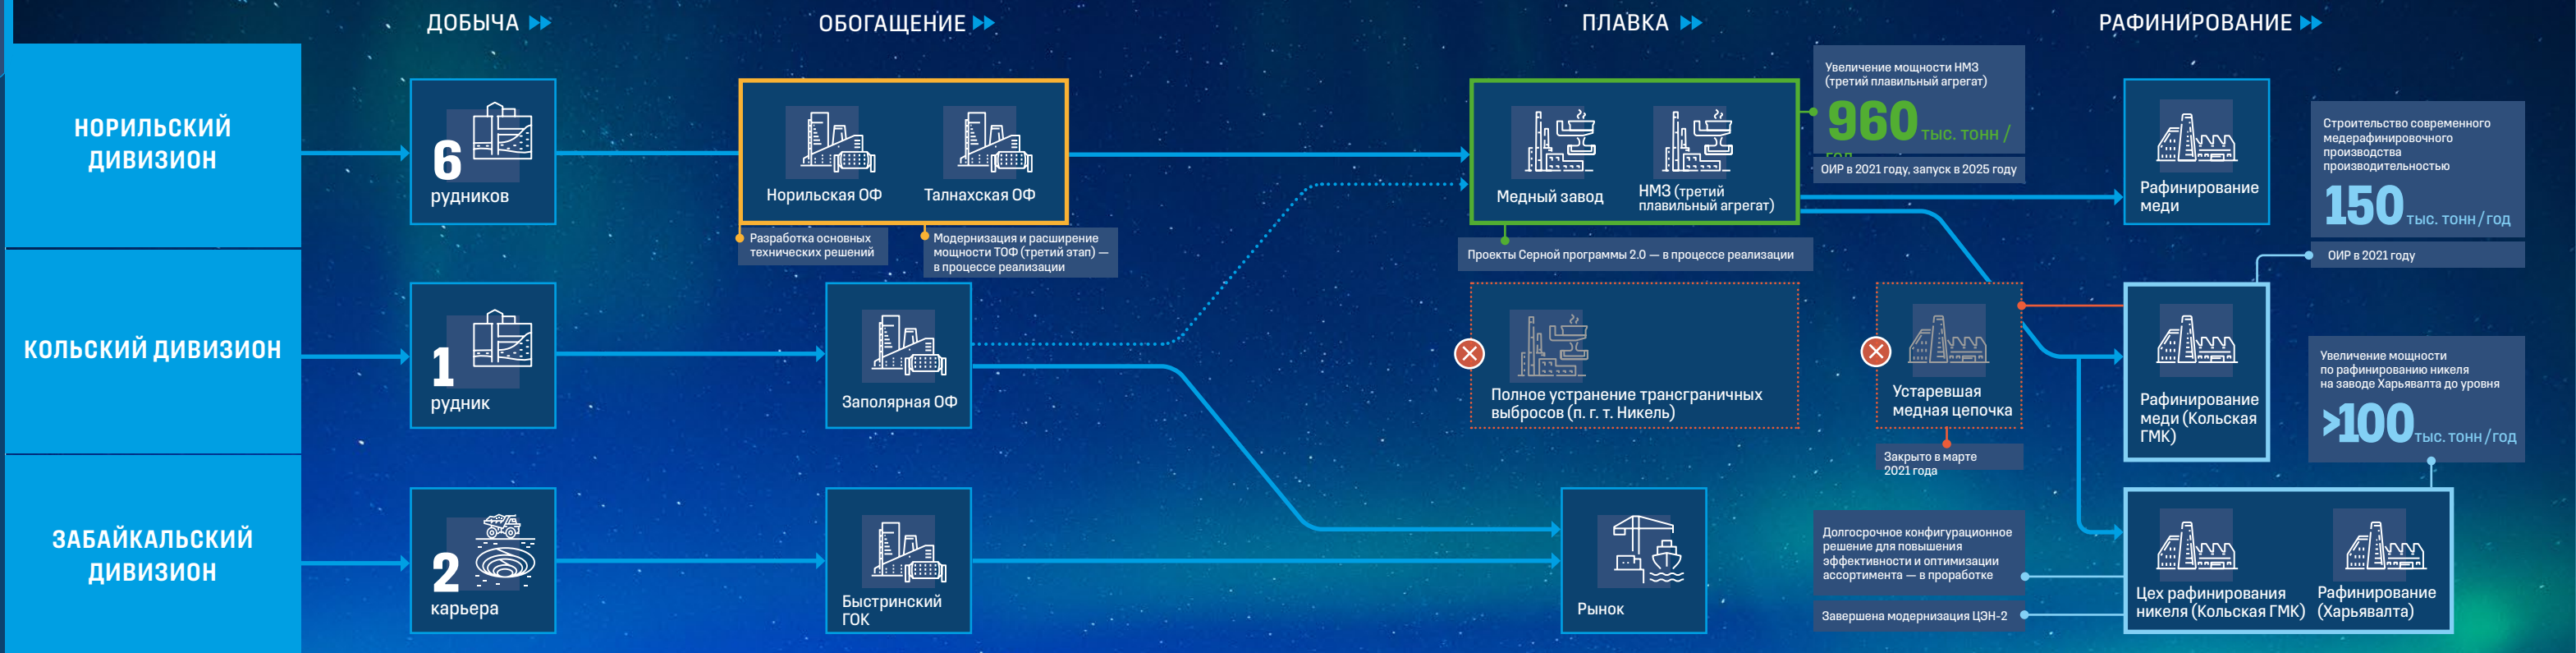 ДОБЫЧА
ОБОГАЩЕНИЕ
ПЛАВКА
РАФИНИРОВАНИЕ
НОРИЛЬСКИЙ
ДИВИЗИОН
6
рудников
Норильская ОФ
Талнахская ОФ
Разработка основных
технических решений
Модернизация и расширение
мощности ТОФ (третий этап) —
в процессе реализации
Медный завод
НМЗ (третий
плавильный агрегат)
Увеличение мощности НМЗ
(третий плавильный агрегат)
960 тыс. тонн /
год
ОИР в 2021 году, запуск в 2025 году
Проекты Серной программы 2.0 — в процессе реализации
Рафинирование
меди
Строительство современного
медерафинировочного
производства
производительностью
150 тыс. тонн/год
ОИР в 2021 году
КОЛЬСКИЙ ДИВИЗИОН
1
рудник
Заполярная ОФ
Полное устранение трансграничных
выбросов (п. г. т. Никель)
Устаревшая
медная цепочка
Закрыто в марте
2021 года
Рафинирование
меди (Кольская
ГМК)
Увеличение мощности
по рафинированию никеля
на заводе Харьявалта до уровня
>100 тыс. тонн/год
ЗАБАЙКАЛЬСКИЙ
ДИВИЗИОН
2
карьера
Быстринский
ГОК
Рынок
Долгосрочное конфигурационное
решение для повышения
эффективности и оптимизации
ассортимента — в проработке
Завершена модернизация ЦЭН-2
Цех рафинирования
никеля (Кольская ГМК)
Рафинирование
(Харьявалта)